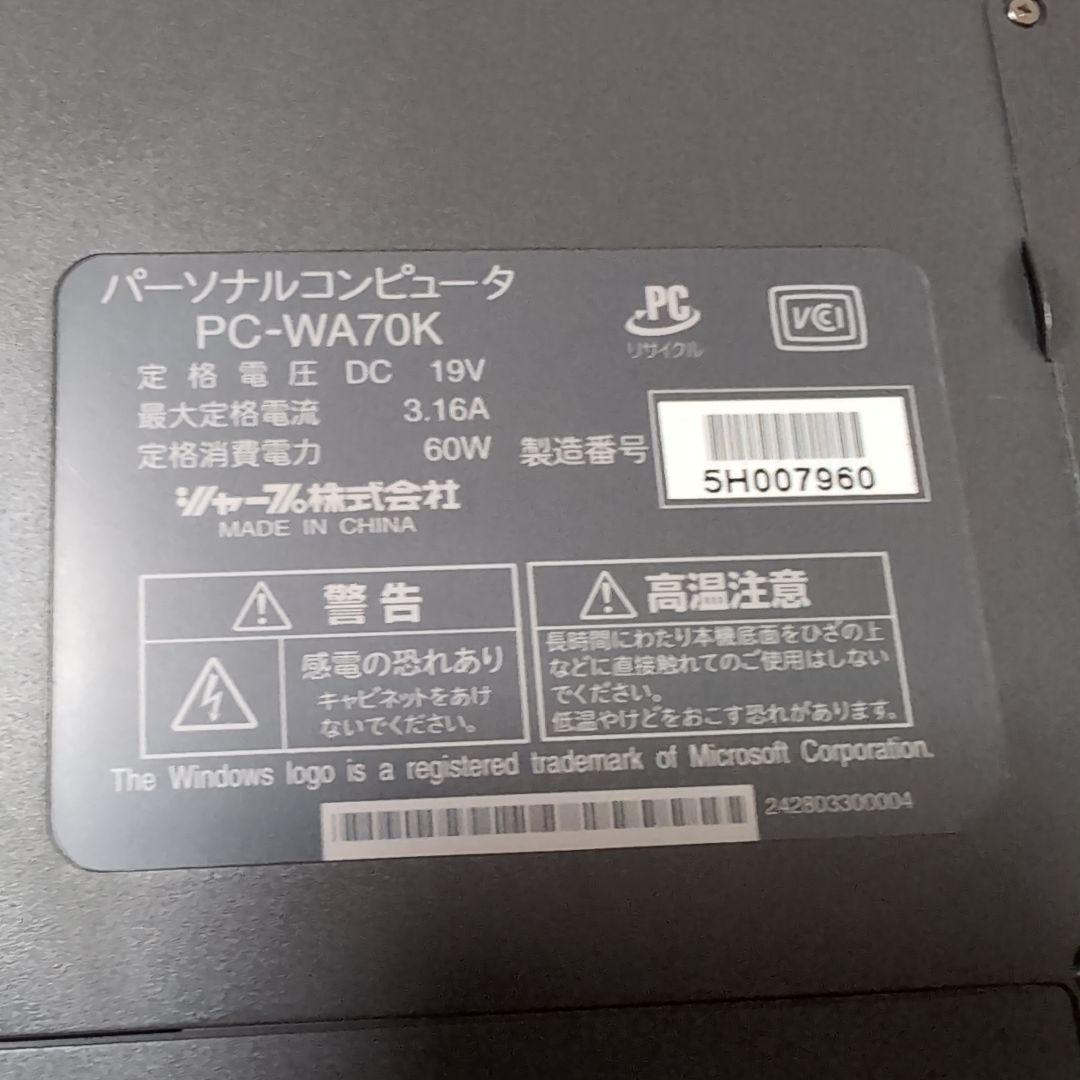 パーソナルコンピュータ
PC-WA70K
定格電圧 DC 19V
最大定格電流 3.16A
定格消費電力 60W
シャープ株式会社
MADE IN CHINA
PC
リサイクル
VCI
製造番号
5H007960
警告
感電の恐れあり
キャビネットをあけ
ないでください。
高温注意
長時間にわたり本機底面をひざの上
などに直接触れてのご使用はしない
でください。
低温やけどをおこす恐れがあります。
The Windows logo is a registered trademark of Microsoft Corporation.
242803300004